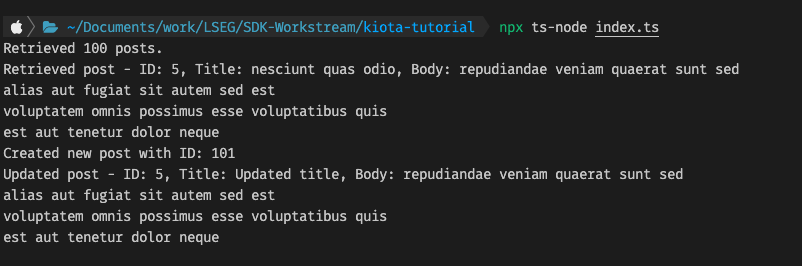 ~/Documents/work/LSEG/SDK-Workstream/kiota-tutorial npx ts-node index.ts
Retrieved 100 posts.
Retrieved post - ID: 5, Title: nesciunt quas odio, Body: repudiandae veniam quaerat sunt sed
alias aut fugiat sit autem sed est
voluptatem omnis possimus esse voluptatibus quis
est aut tenetur dolor neque
Created new post with ID: 101
Updated post - ID: 5, Title: Updated title, Body: repudiandae veniam quaerat sunt sed
alias aut fugiat sit autem sed est
voluptatem omnis possimus esse voluptatibus quis
est aut tenetur dolor neque